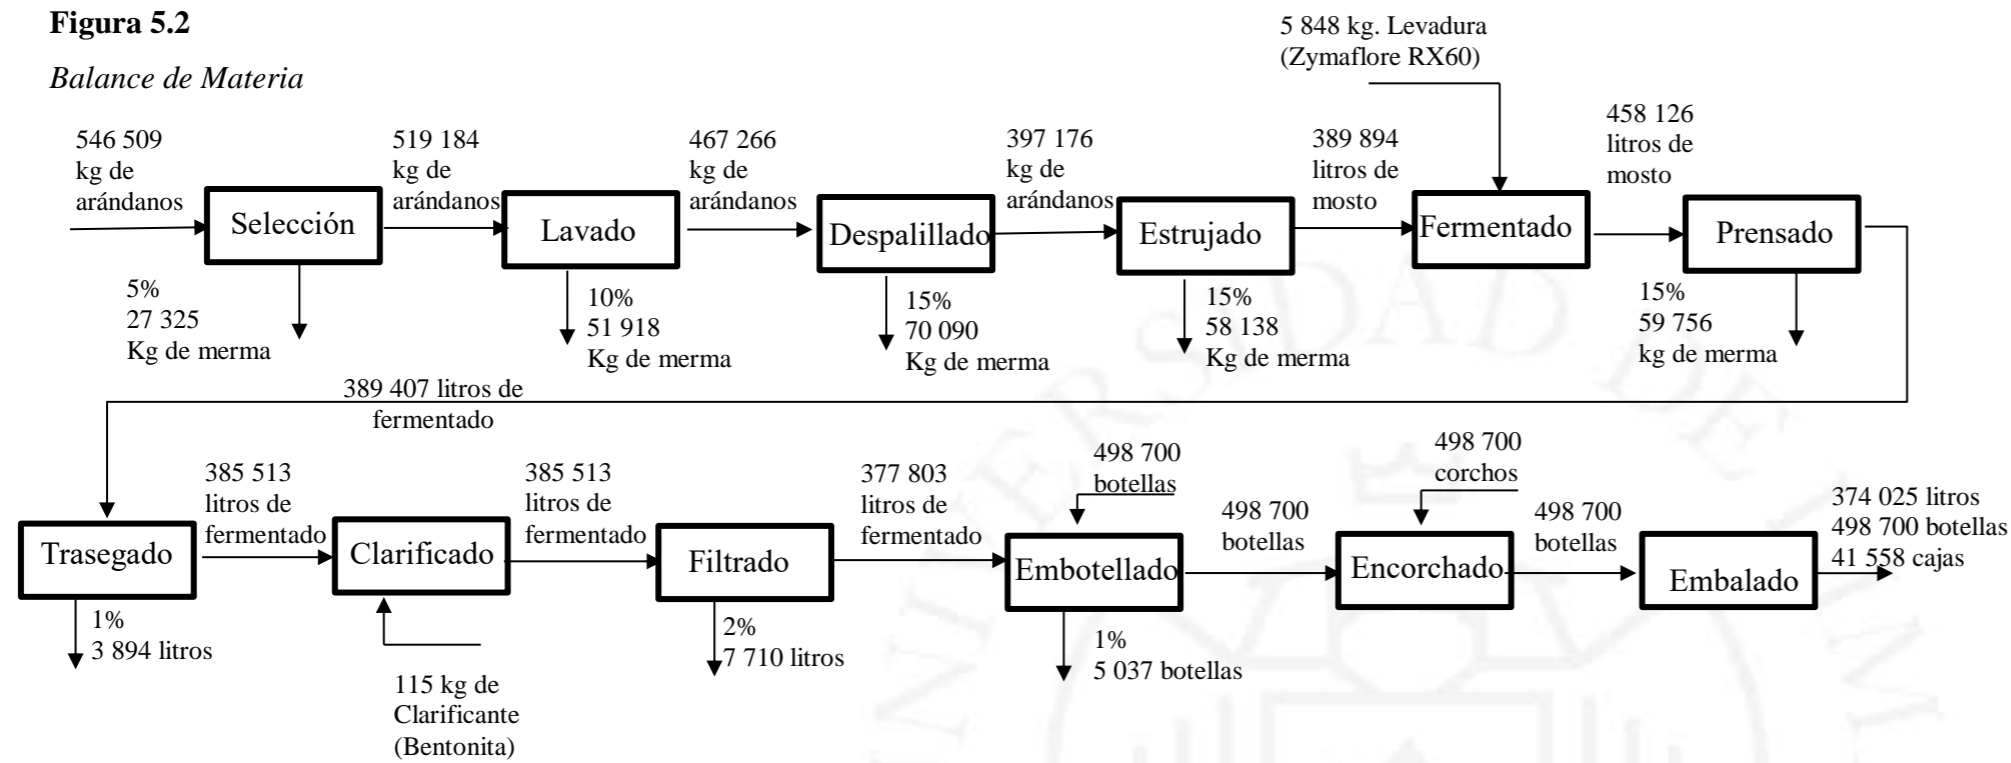 Figura 5.2
Balance de Materia
5 848 kg. Levadura
(Zymaflore RX60)
546 509
kg de
arándanos
519 184
kg de
arándanos
467 266
kg de
arándanos
397 176
kg de
arándanos
389 894
litros de
mosto
458 126
litros de
mosto
Selección
Lavado
Despalillado
Estrujado
Fermentado
Prensado
5%
27 325
Kg de merma
10%
51 918
Kg de merma
15%
70 090
Kg de merma
15%
58 138
Kg de merma
15%
59 756
kg de merma
389 407 litros de
fermentado
385 513
litros de
fermentado
385 513
litros de
fermentado
377 803
litros de
fermentado
498 700
botellas
498 700
botellas
498 700
corchos
498 700
botellas
374 025 litros
498 700 botellas
41 558 cajas
Trasegado
Clarificado
Filtrado
Embotellado
Encorchado
Embalado
1%
3 894 litros
115 kg de
Clarificante
(Bentonita)
2%
7 710 litros
1%
5 037 botellas
UNIVERSIDAD DE LIMA